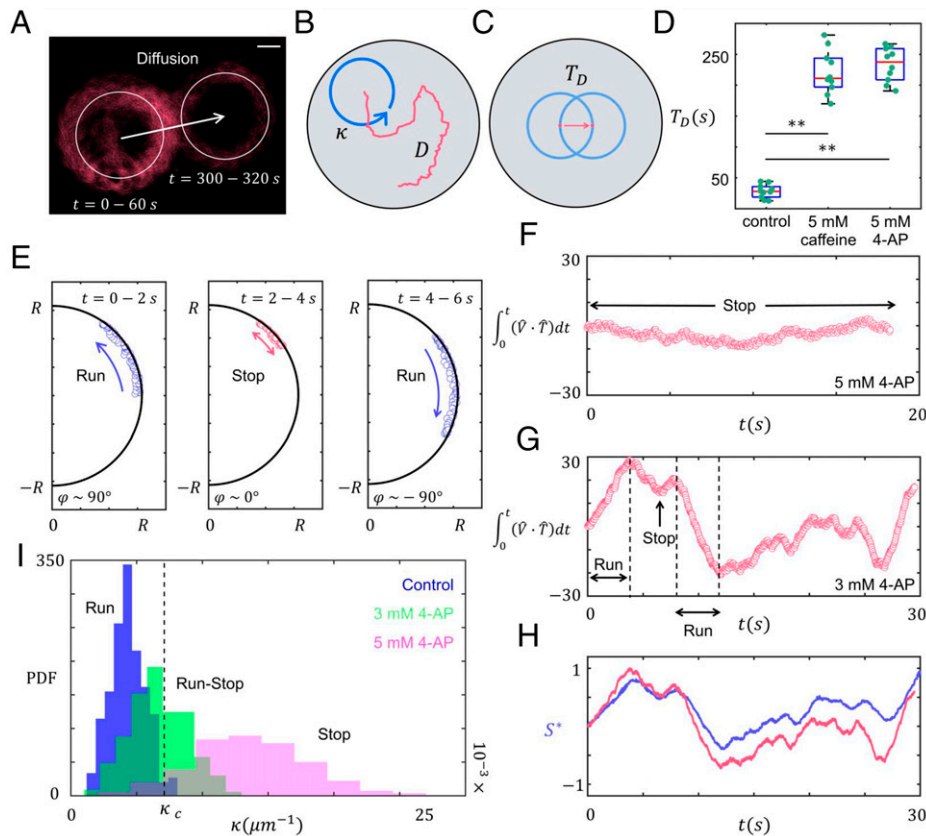 A
Diffusion
t = 300 − 320 s
t = 0 − 60 s
B
κ
D
C
T_D
D
T_D(s)
250
50
**
**
control
5 mM
caffeine
5 mM
4-AP
E
R
−R
t = 0 − 2 s
Run
φ ~ 90°
0
R
R
−R
t = 2 − 4 s
Stop
φ ~ 0°
0
R
R
−R
t = 4 − 6 s
Run
φ ~ − 90°
0
R
F
30
∫₀ᵗ(V̂ · T̂)dt
−30
Stop
5 mM 4-AP
0
20
t(s)
G
30
∫₀ᵗ(V̂ · T̂)dt
−30
Run
Stop
3 mM 4-AP
0
30
Run
t(s)
H
1
S*
−1
0
30
t(s)
I
350
PDF
0
Run
Control
3 mM 4-AP
5 mM 4-AP
Run-Stop
Stop
× 10⁻³
0
κ_c
κ(μm⁻¹)
25